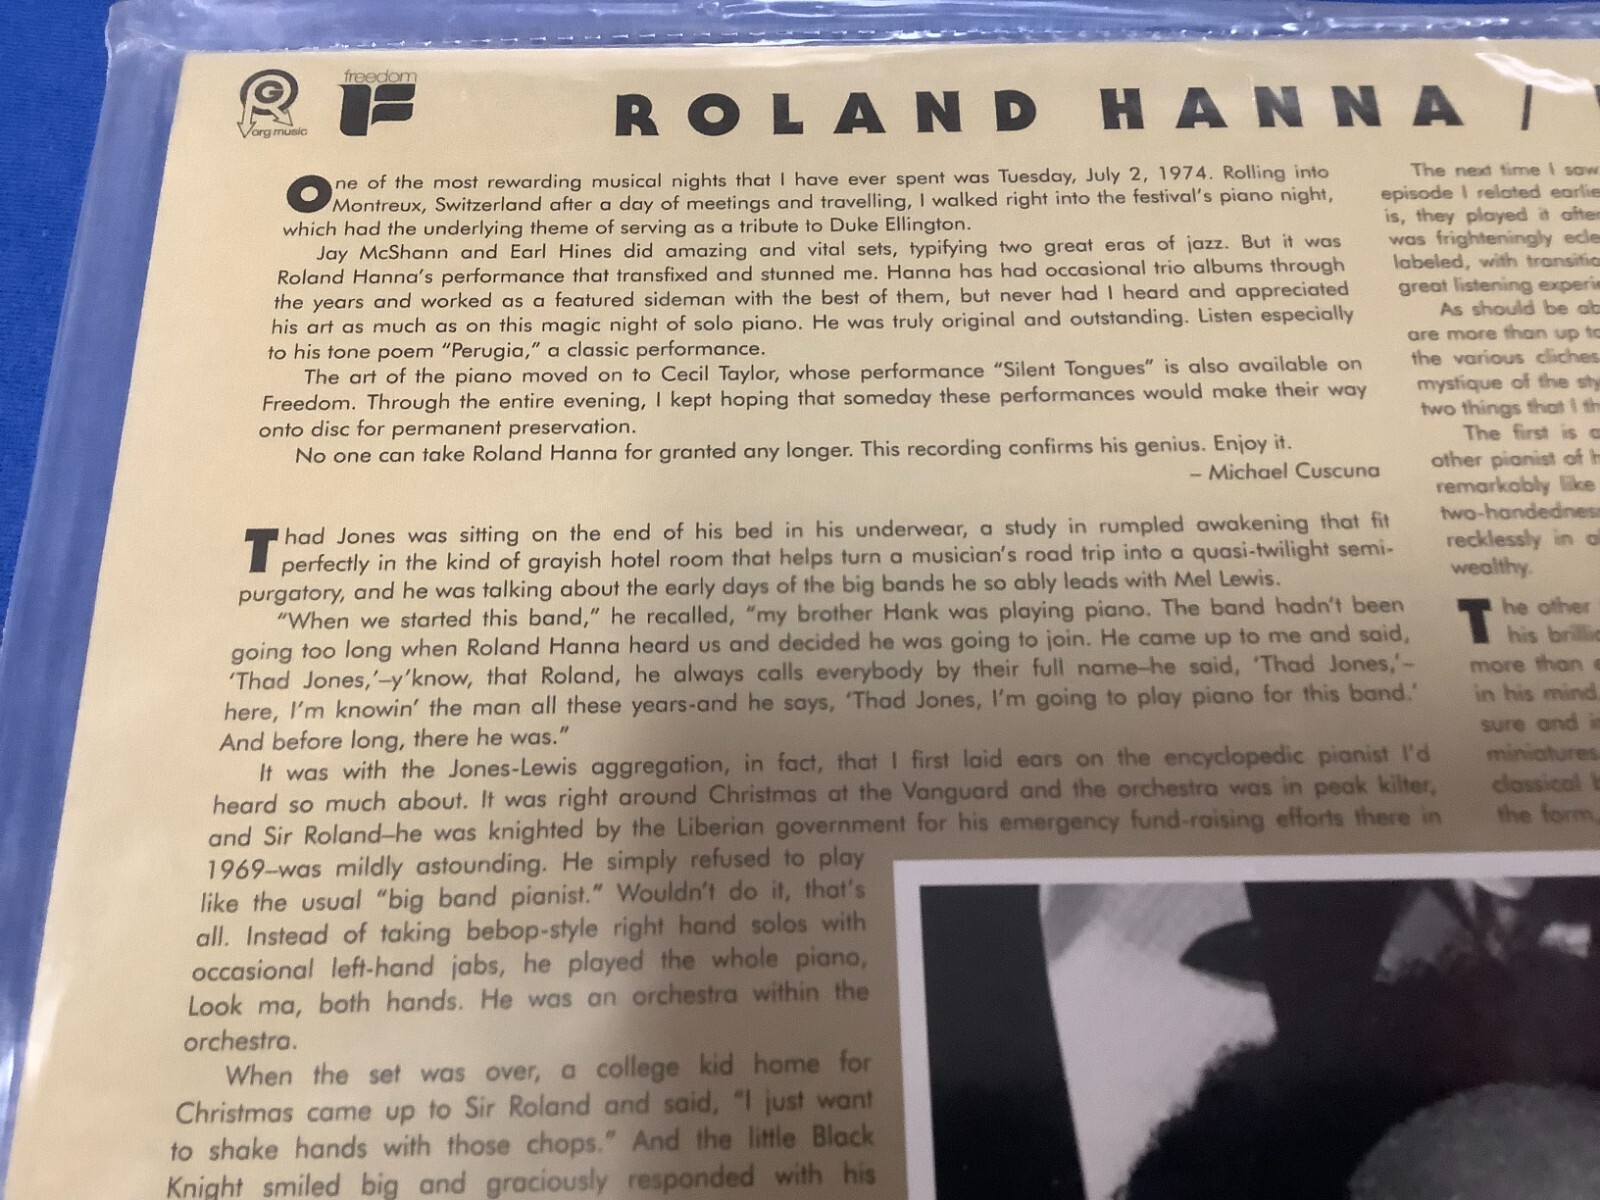 org music
freedom
ROLAND HANNA /
One of the most rewarding musical nights that I have ever spent was Tuesday, July 2, 1974. Rolling into
Montreux, Switzerland after a day of meetings and travelling, I walked right into the festival's piano night,
which had the underlying theme of serving as a tribute to Duke Ellington.
Jay McShann and Earl Hines did amazing and vital sets, typifying two great eras of jazz. But it was
Roland Hanna's performance that transfixed and stunned me. Hanna has had occasional trio albums through
the years and worked as a featured sideman with the best of them, but never had I heard and appreciated
his art as much as on this magic night of solo piano. He was truly original and outstanding. Listen especially
to his tone poem "Perugia," a classic performance.
The art of the piano moved on to Cecil Taylor, whose performance "Silent Tongues" is also available on
Freedom. Through the entire evening, I kept hoping that someday these performances would make their way
onto disc for permanent preservation.
No one can take Roland Hanna for granted any longer. This recording confirms his genius. Enjoy it.
– Michael Cuscuna
Thad Jones was sitting on the end of his bed in his underwear, a study in rumpled awakening that fit
perfectly in the kind of grayish hotel room that helps turn a musician's road trip into a quasi-twilight semi-
purgatory, and he was talking about the early days of the big bands he so ably leads with Mel Lewis.
"When we started this band," he recalled, "my brother Hank was playing piano. The band hadn't been
going too long when Roland Hanna heard us and decided he was going to join. He came up to me and said,
'Thad Jones,'–y'know, that Roland, he always calls everybody by their full name–he said, 'Thad Jones,'–
here, I'm knowin' the man all these years-and he says, 'Thad Jones, I'm going to play piano for this band.'
And before long, there he was."
It was with the Jones-Lewis aggregation, in fact, that I first laid ears on the encyclopedic pianist I'd
heard so much about. It was right around Christmas at the Vanguard and the orchestra was in peak kilter,
and Sir Roland–he was knighted by the Liberian government for his emergency fund-raising efforts there in
1969–was mildly astounding. He simply refused to play
like the usual "big band pianist." Wouldn't do it, that's
all. Instead of taking bebop-style right hand solos with
occasional left-hand jabs, he played the whole piano,
Look ma, both hands. He was an orchestra within the
orchestra.
When the set was over, a college kid home for
Christmas came up to Sir Roland and said, "I just want
to shake hands with those chops." And the little Black
Knight smiled big and graciously responded with his
The next time I saw
episode I related
is, they played it after
was frighteningly
labeled, with
great listening
As should be
are more than up to
the various cliches
mystique of the
two things that I
The first is
other pianist of
remarkably like
two-handedness
recklessly in
wealthy.
The other
his
more than
in his mind
sure and
miniatures
classical
the form,